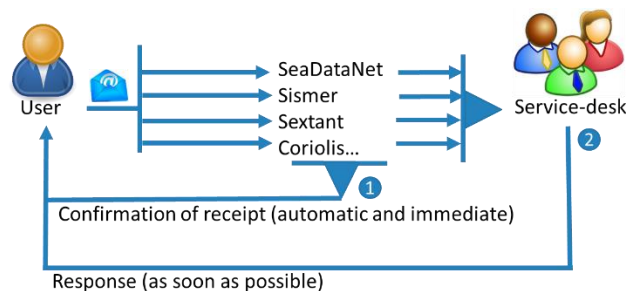 @
SeaDataNet
Sismer
Sextant
Coriolis...
User
Service-desk
1
2
Confirmation of receipt (automatic and immediate)
Response (as soon as possible)